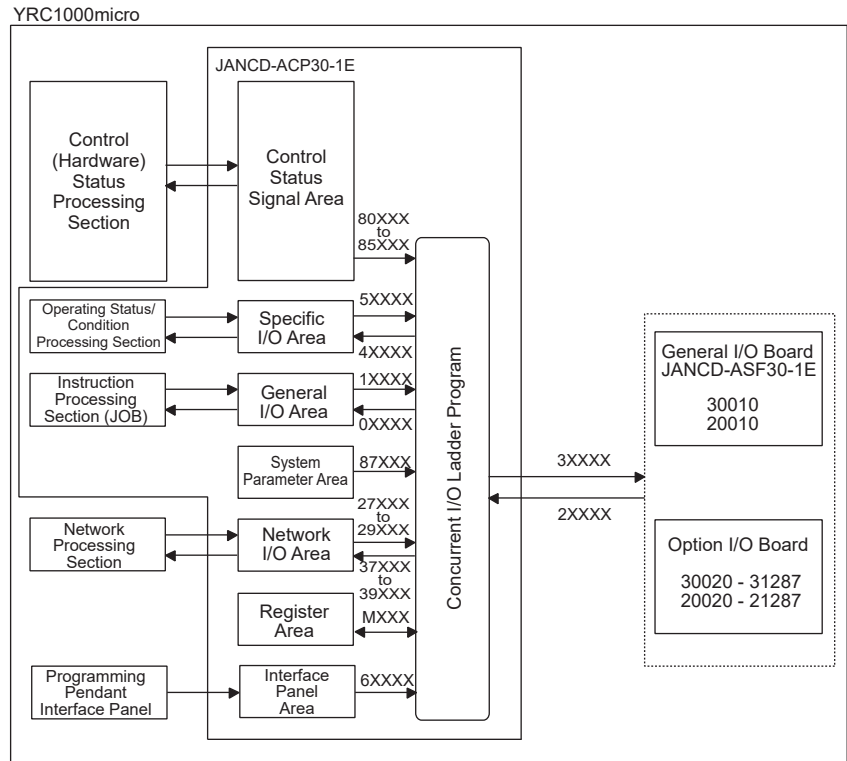 YRC1000micro
JANCD-ACP30-1E
Control
(Hardware)
Status
Processing
Section
Control
Status
Signal Area
80XXX
to
85XXX
Operating Status/
Condition
Processing Section
Specific
I/O Area
5XXXX
4XXXX
Instruction
Processing
Section (JOB)
General
I/O Area
1XXXX
0XXXX
System
Parameter Area
87XXX
Network
Processing
Section
Network
I/O Area
27XXX
to
29XXX
37XXX
to
39XXX
Register
Area
MXXX
Programming
Pendant
Interface Panel
Interface
Panel
Area
6XXXX
Concurrent I/O Ladder Program
3XXXX
2XXXX
General I/O Board
JANCD-ASF30-1E
30010
20010
Option I/O Board
30020 - 31287
20020 - 21287